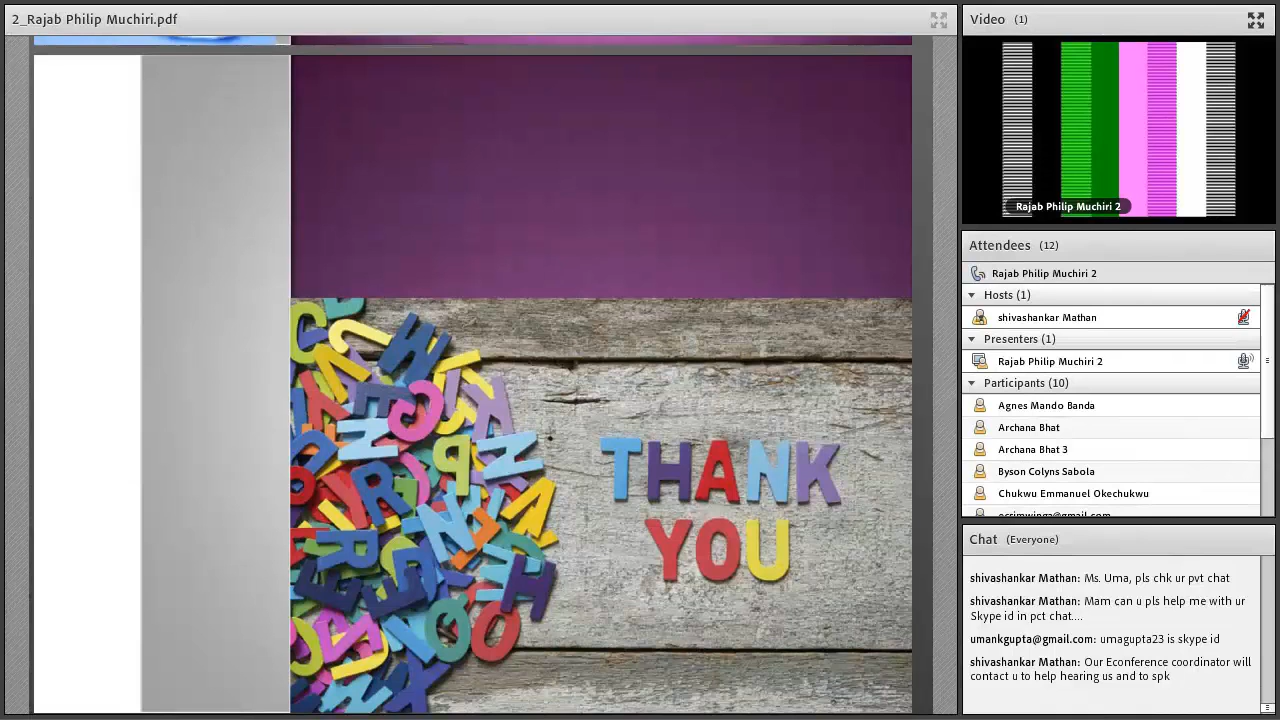 2_Rajab Philip Muchiri.pdf
THANK
YOU
Video (1)
Rajab Philip Muchiri 2
Attendees (12)
Rajab Philip Muchiri 2
Hosts (1)
shivashankar Mathan
Presenters (1)
Rajab Philip Muchiri 2
Participants (10)
Agnes Mando Banda
Archana Bhat
Archana Bhat 3
Byson Colyns Sabola
Chukwu Emmanuel Okechukwu
Chat (Everyone)
shivashankar Mathan: Ms. Uma, pls chk ur pvt chat
shivashankar Mathan: Mam can u pls help me with ur
Skype id in pct chat....
umankgupta@gmail.com: umagupta23 is skype id
shivashankar Mathan: Our Econference coordinator will
contact u to help hearing us and to spk